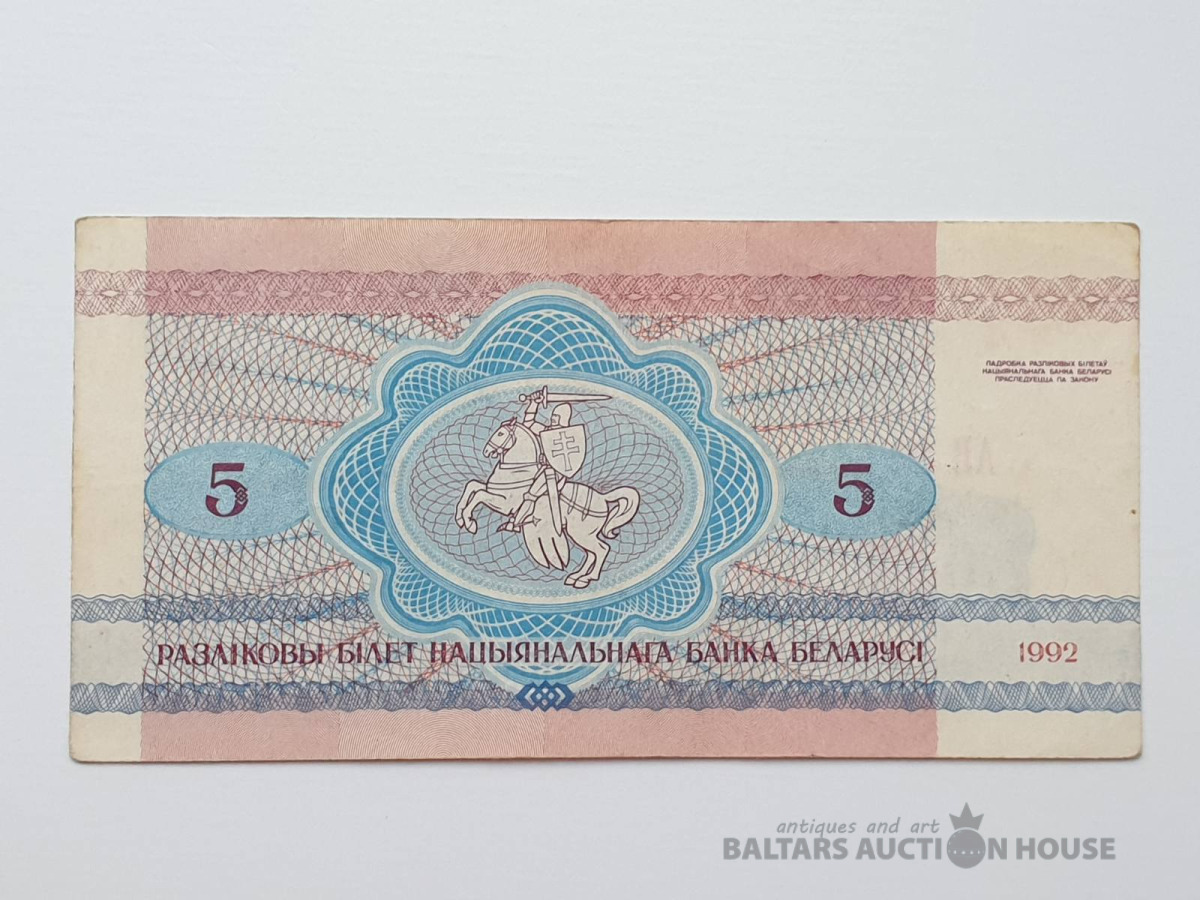 ПАДРОБКА РАЗЛІКОВЫХ БІЛЕТАЎ
НАЦЫЯНАЛЬНАГА БАНКА БЕЛАРУСІ
ПРАСЛЕДУЕЦЦА ПА ЗАКОНУ
5 5
РАЗЛІКОВЫ БІЛЕТ НАЦЫЯНАЛЬНАГА БАНКА БЕЛАРУСІ 1992
antiques and art
BALTARS AUCTION HOUSE